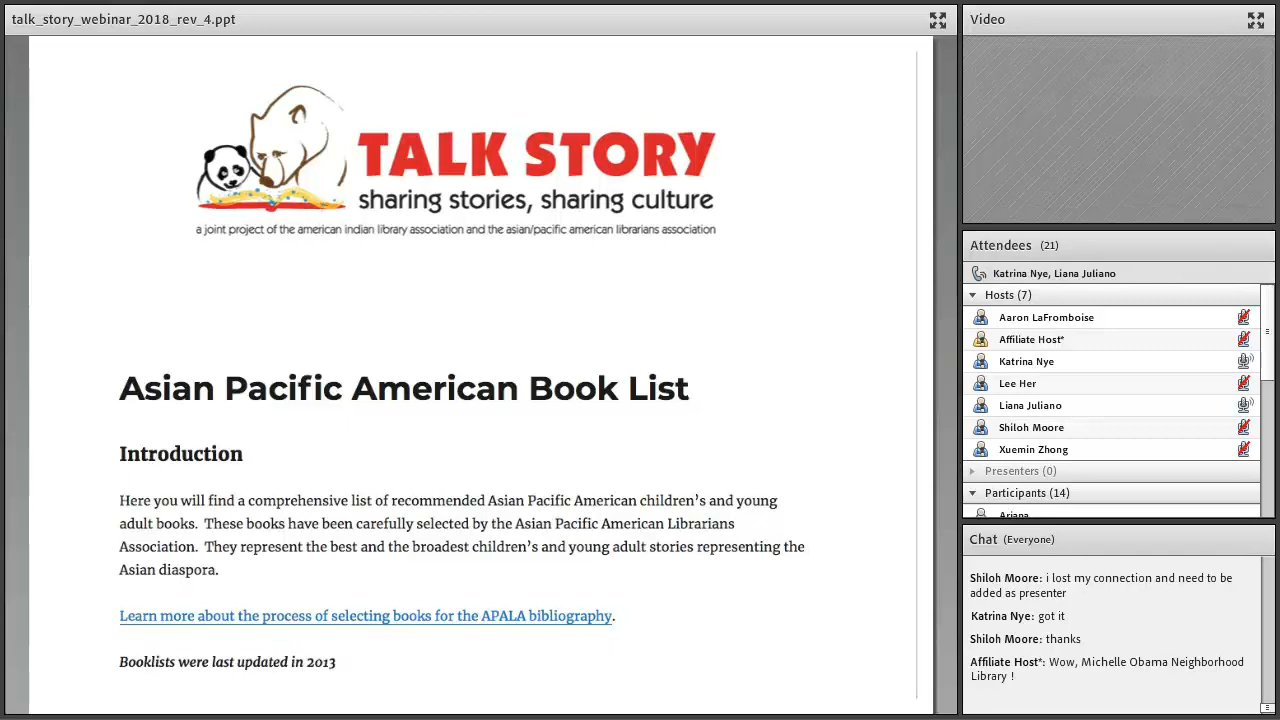 talk_story_webinar_2018_rev_4.ppt
TALK STORY
sharing stories, sharing culture
a joint project of the american indian library association and the asian/pacific american librarians association
Asian Pacific American Book List
Introduction
Here you will find a comprehensive list of recommended Asian Pacific American children’s and young
adult books.  These books have been carefully selected by the Asian Pacific American Librarians
Association.  They represent the best and the broadest children’s and young adult stories representing the
Asian diaspora.
Learn more about the process of selecting books for the APALA bibliography.
Booklists were last updated in 2013
Video
Attendees (21)
Katrina Nye, Liana Juliano
Hosts (7)
Aaron LaFromboise
Affiliate Host*
Katrina Nye
Lee Her
Liana Juliano
Shiloh Moore
Xuemin Zhong
Presenters (0)
Participants (14)
Ariana
Chat (Everyone)
Shiloh Moore: i lost my connection and need to be
added as presenter
Katrina Nye: got it
Shiloh Moore: thanks
Affiliate Host*: Wow, Michelle Obama Neighborhood
Library !